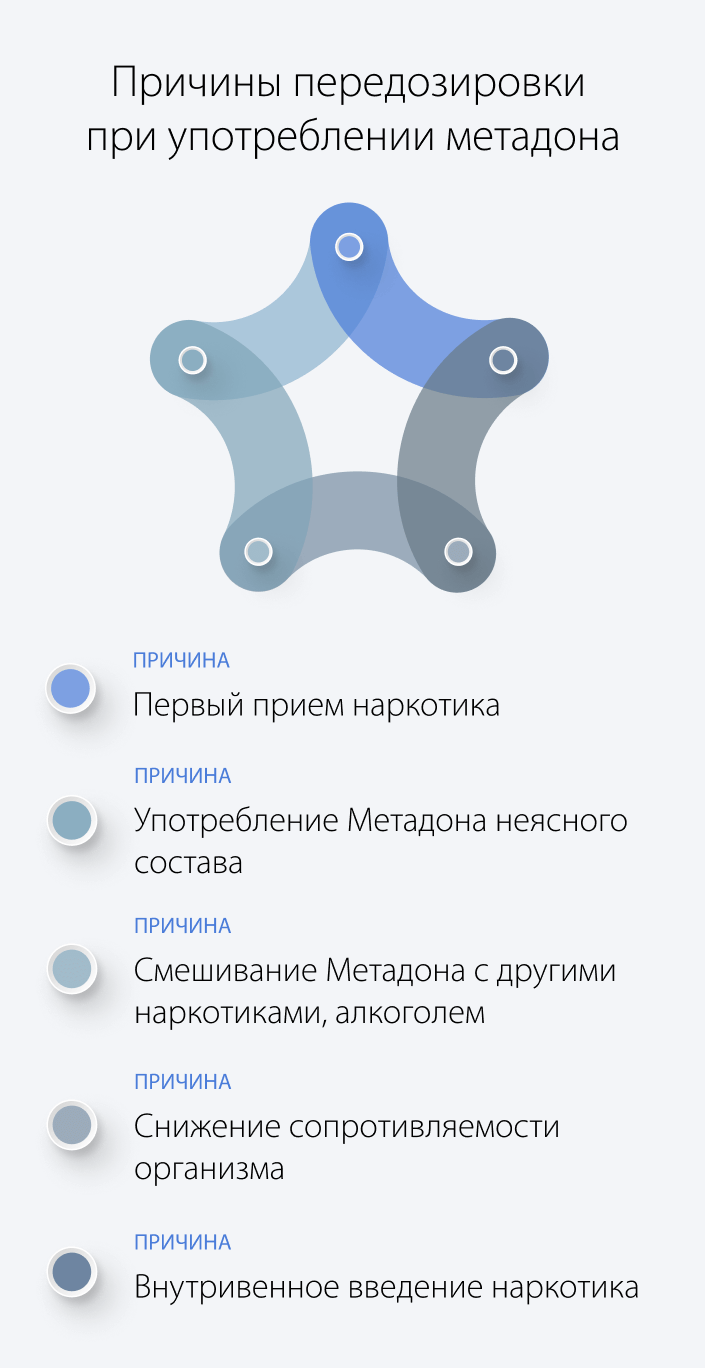 Причины передозировки
при употреблении метадона
ПРИЧИНА
Первый прием наркотика
ПРИЧИНА
Употребление Метадона неясного
состава
ПРИЧИНА
Смешивание Метадона с другими
наркотиками, алкоголем
ПРИЧИНА
Снижение сопротивляемости
организма
ПРИЧИНА
Внутривенное введение наркотика